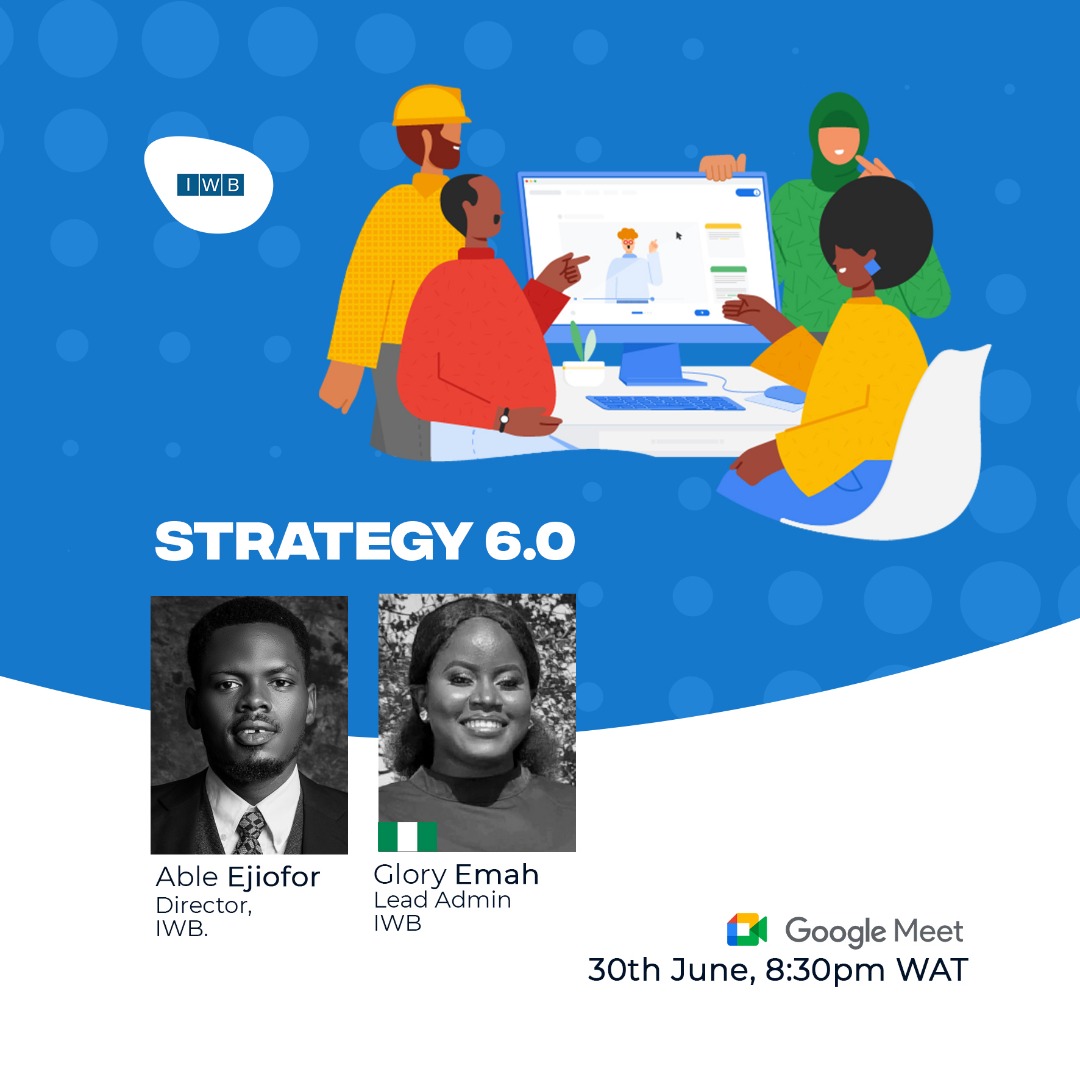 IWB
STRATEGY 6.0
Able Ejiofor
Director,
IWB.
Glory Emah
Lead Admin
IWB
Google Meet
30th June, 8:30pm WAT